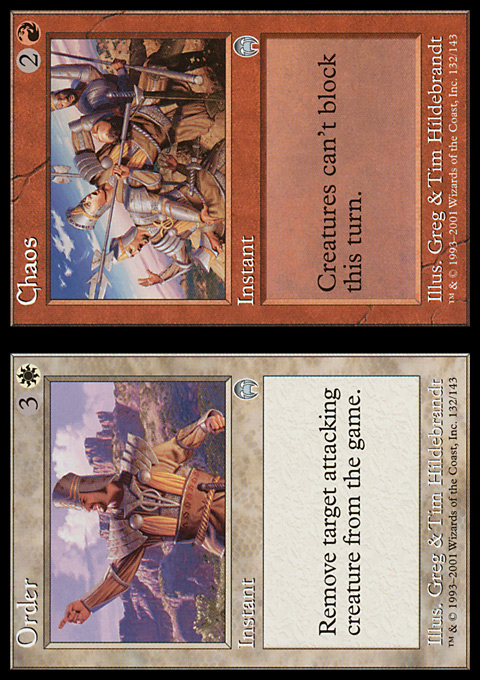 Order 3
Instant
Remove target attacking
creature from the game.
Illus. Greg & Tim Hildebrandt
™ & © 1993–2001 Wizards of the Coast, Inc. 132/143
Chaos 2
Instant
Creatures can't block
this turn.
Illus. Greg & Tim Hildebrandt
™ & © 1993–2001 Wizards of the Coast, Inc. 132/143